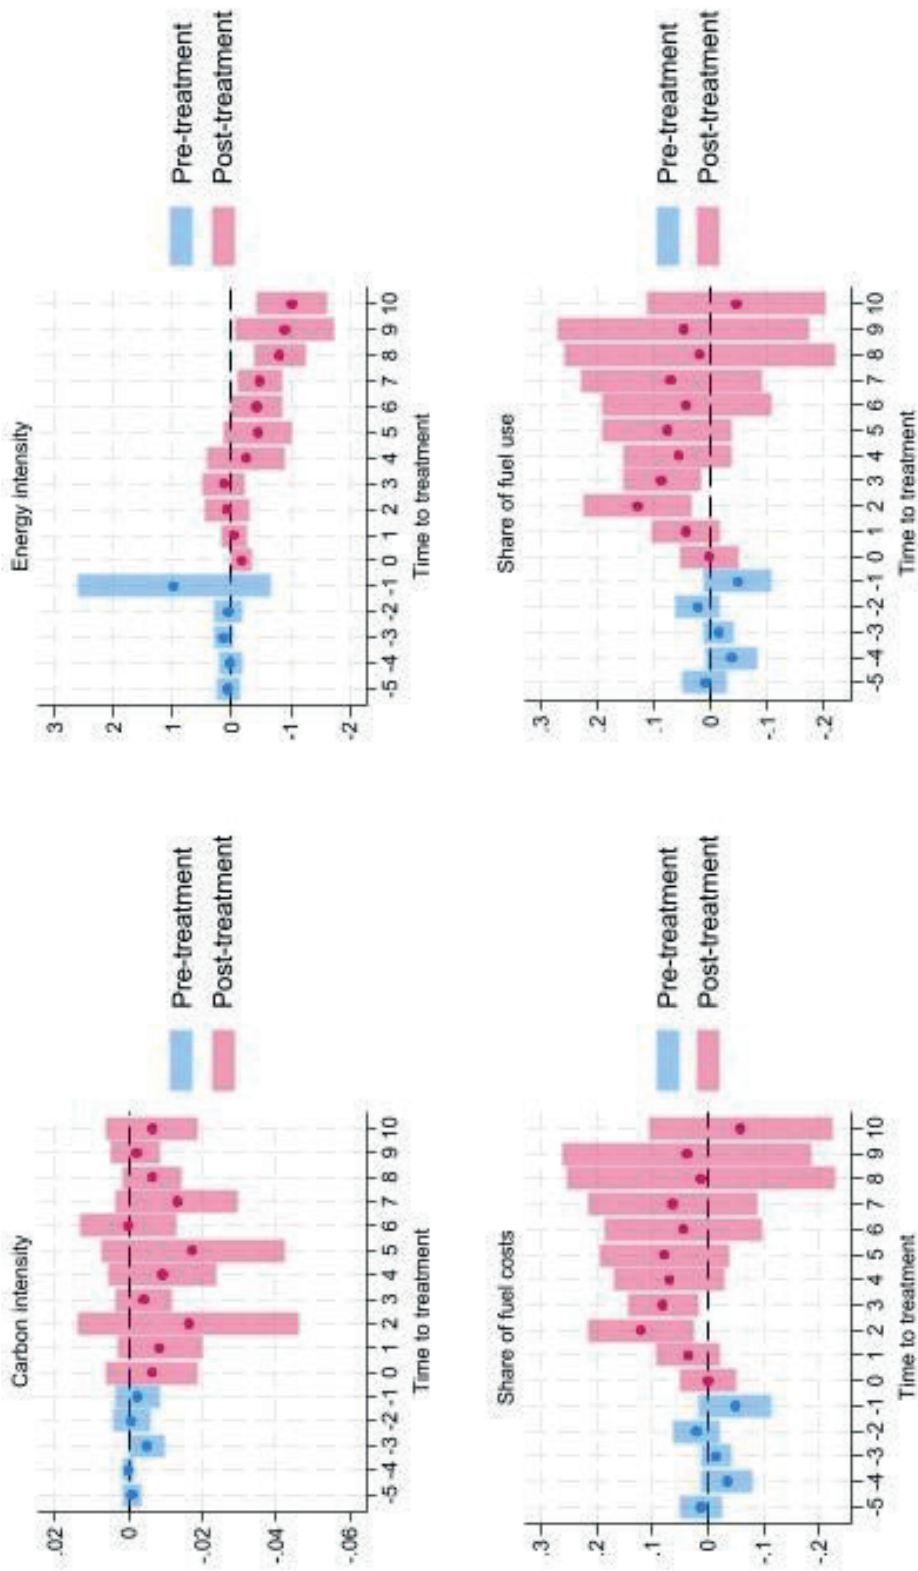 Carbon intensity
.02
0
-.02
-.04
-.06
-5 -4 -3 -2 -1 0 1 2 3 4 5 6 7 8 9 10
Time to treatment
Pre-treatment
Post-treatment
Energy intensity
3
2
1
0
-1
-2
-5 -4 -3 -2 -1 0 1 2 3 4 5 6 7 8 9 10
Time to treatment
Pre-treatment
Post-treatment
Share of fuel costs
.3
.2
.1
0
-.1
-.2
-5 -4 -3 -2 -1 0 1 2 3 4 5 6 7 8 9 10
Time to treatment
Pre-treatment
Post-treatment
Share of fuel use
.3
.2
.1
0
-.1
-.2
-5 -4 -3 -2 -1 0 1 2 3 4 5 6 7 8 9 10
Time to treatment
Pre-treatment
Post-treatment